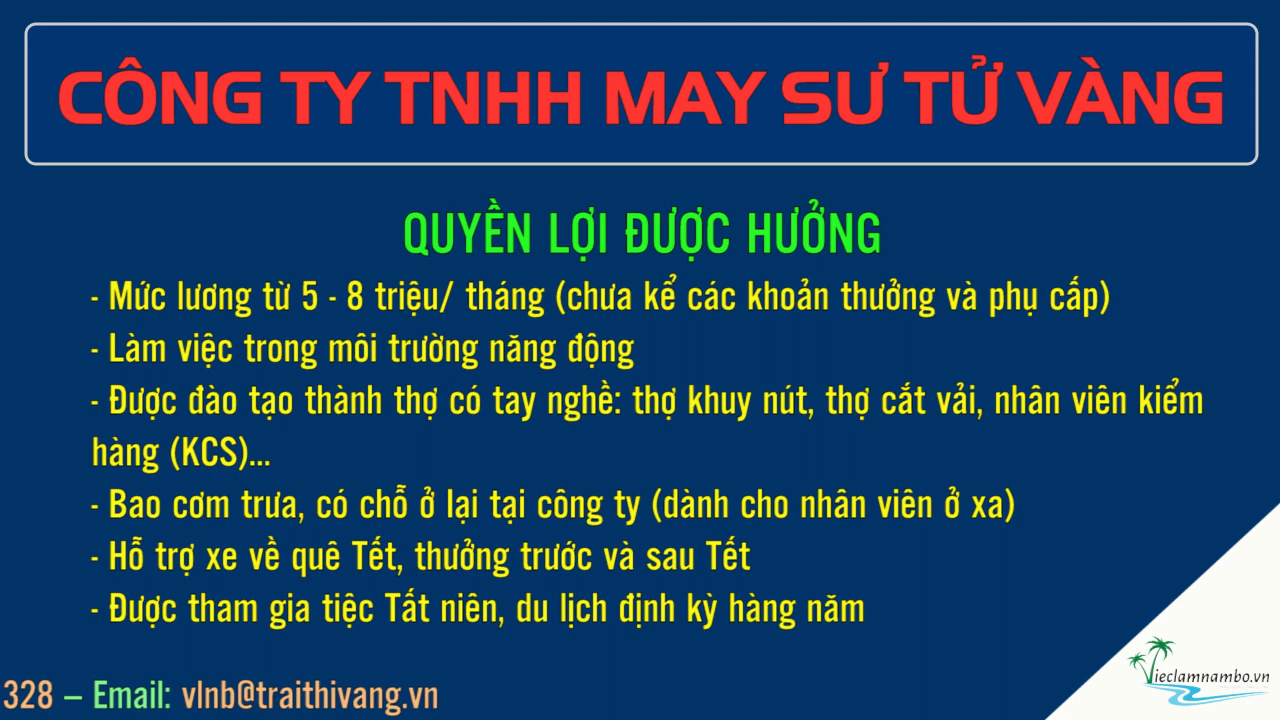 CÔNG TY TNHH MAY SƯ TỬ VÀNG
QUYỀN LỢI ĐƯỢC HƯỞNG
- Mức lương từ 5 - 8 triệu/ tháng (chưa kể các khoản thưởng và phụ cấp)
- Làm việc trong môi trường năng động
- Được đào tạo thành thợ có tay nghề: thợ khuy nút, thợ cắt vải, nhân viên kiểm
hàng (KCS)...
- Bao cơm trưa, có chỗ ở lại tại công ty (dành cho nhân viên ở xa)
- Hỗ trợ xe về quê Tết, thưởng trước và sau Tết
- Được tham gia tiệc Tất niên, du lịch định kỳ hàng năm
328 – Email: vlnb@traithivang.vn
Vieclamnambo.vn